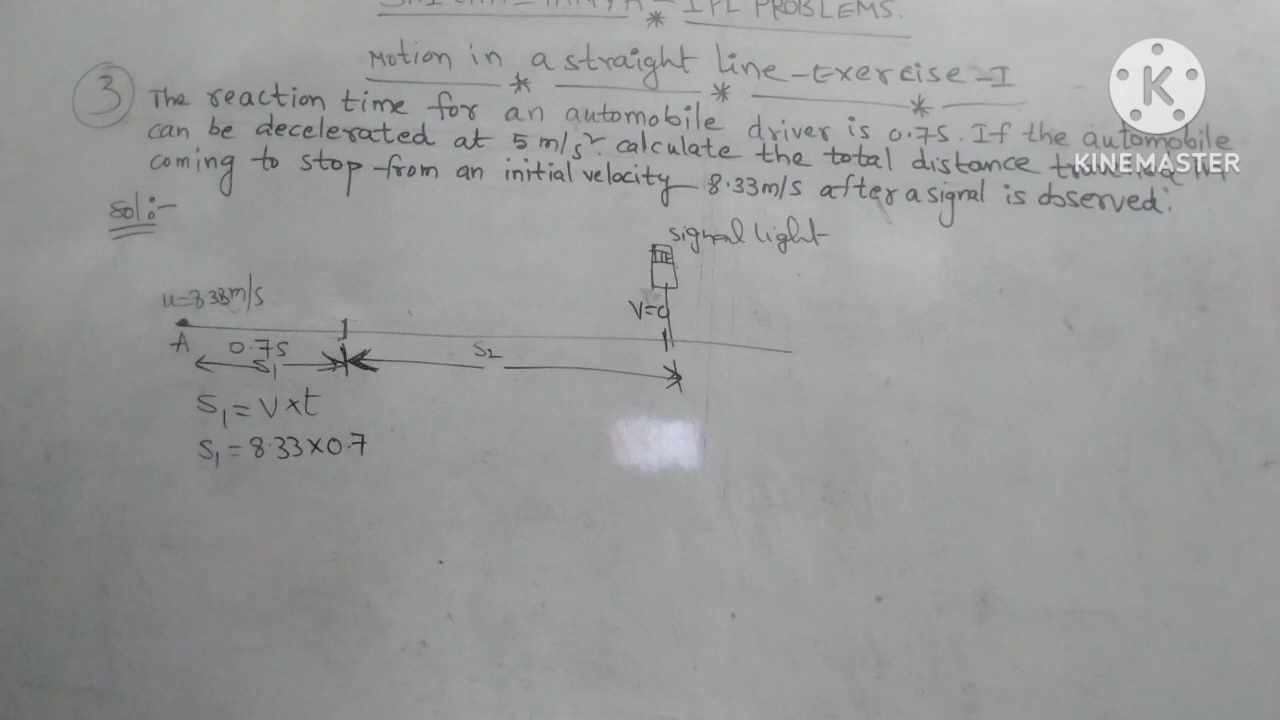 IPL PROBLEMS.
Motion in a straight line - Exercise - I
K
KINEMASTER
3 The reaction time for an automobile driver is 0.7s. If the automobile
can be decelerated at 5 m/s². calculate the total distance
coming to stop from an initial velocity 8.33m/s after a signal is observed:
Sol:-
signal light
u=8.33m/s
V=0
A
0.7s
S1
S2
S1 = V×t
S1 = 8.33×0.7